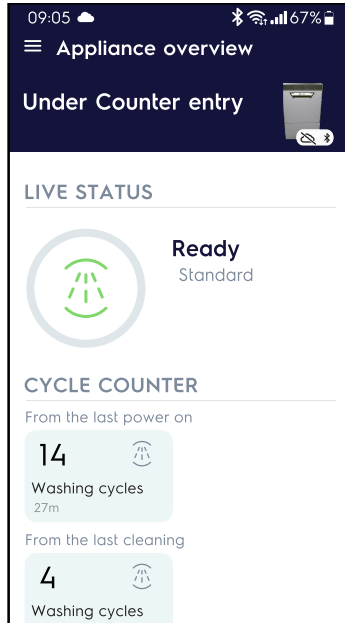 09:05 67%
Appliance overview
Under Counter entry
LIVE STATUS
Ready
Standard
CYCLE COUNTER
From the last power on
14
Washing cycles
27m
From the last cleaning
4
Washing cycles